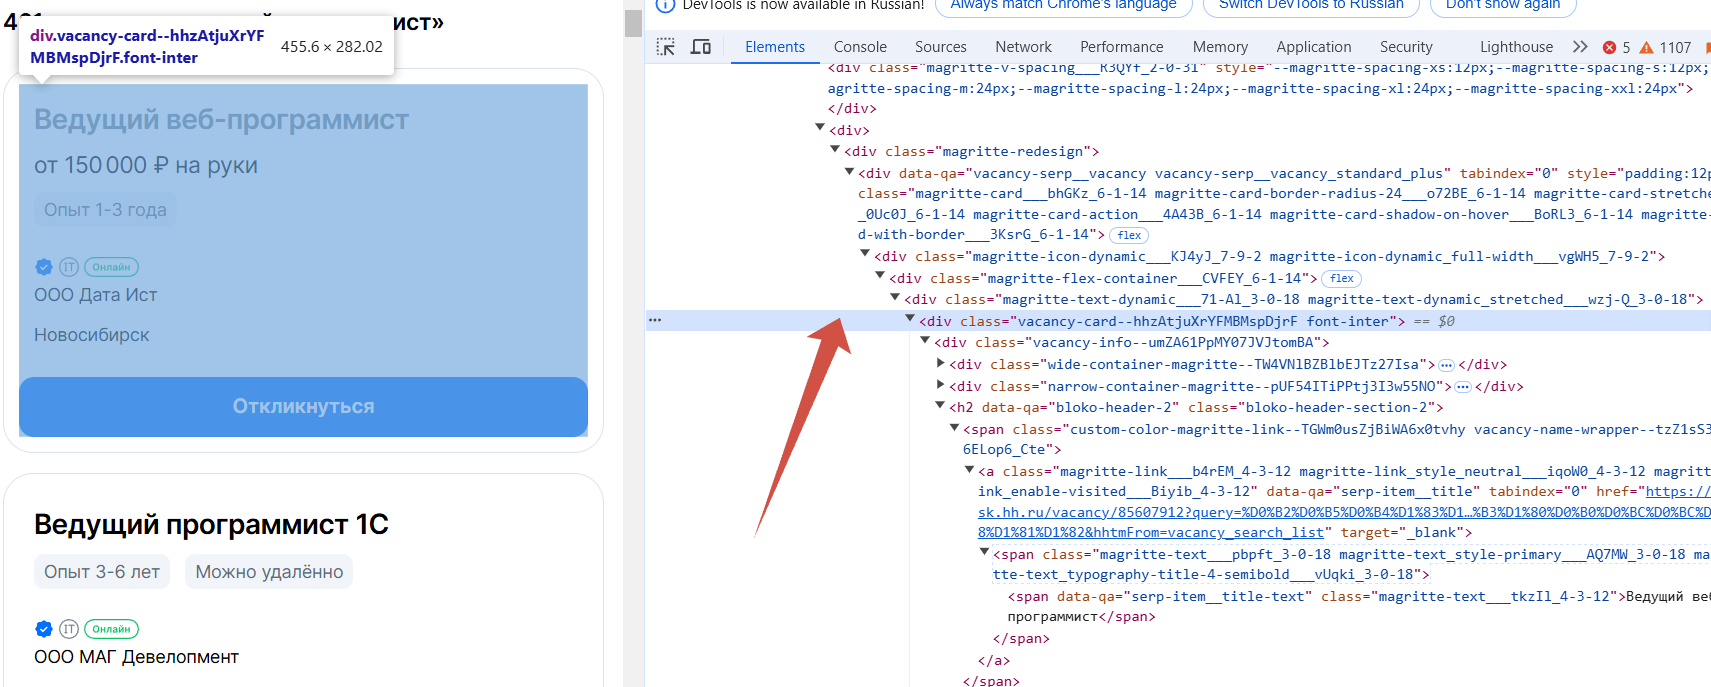 DevTools is now available in Russian!
Always match Chrome's language
Switch DevTools to Russian
Don't show again
div.vacancy-card--hhzAtjuXrYF
MBMspDjrF.font-inter
455.6 × 282.02
ист»
Ведущий веб-программист
от 150 000 ₽ на руки
Опыт 1-3 года
IT Онлайн
ООО Дата Ист
Новосибирск
Откликнуться
Ведущий программист 1С
Опыт 3-6 лет Можно удалённо
IT Онлайн
ООО МАГ Девелопмент
Elements Console Sources Network Performance Memory Application Security Lighthouse 5 1107
<div class="magritte-v-spacing___R3QYf_2-0-31" style="--magritte-spacing-xs:12px;--magritte-spacing-s:12px;
agritte-spacing-m:24px;--magritte-spacing-l:24px;--magritte-spacing-xl:24px;--magritte-spacing-xxl:24px">
</div>
<div>
<div class="magritte-redesign">
<div data-qa="vacancy-serp__vacancy vacancy-serp__vacancy_standard_plus" tabindex="0" style="padding:12p
class="magritte-card___bhGKz_6-1-14 magritte-card-border-radius-24___o72BE_6-1-14 magritte-card-stretche
_0Uc0J_6-1-14 magritte-card-action___4A43B_6-1-14 magritte-card-shadow-on-hover___BoRL3_6-1-14 magritte-
d-with-border___3KsrG_6-1-14"> flex
<div class="magritte-icon-dynamic___KJ4yJ_7-9-2 magritte-icon-dynamic_full-width___vgWH5_7-9-2">
<div class="magritte-flex-container___CVFEY_6-1-14"> flex
<div class="magritte-text-dynamic___71-Al_3-0-18 magritte-text-dynamic_stretched___wzj-Q_3-0-18">
<div class="vacancy-card--hhzAtjuXrYFMBMspDjrF font-inter"> == $0
<div class="vacancy-info--umZA61PpMY07JVJtomBA">
<div class="wide-container-magritte--TW4VNlBZBlbEJTz27Isa"> … </div>
<div class="narrow-container-magritte--pUF54ITiPPtj3I3w55NO"> … </div>
<h2 data-qa="bloko-header-2" class="bloko-header-section-2">
<span class="custom-color-magritte-link--TGWm0usZjBiWA6x0tvhy vacancy-name-wrapper--tzZ1sS3
6ELop6_Cte">
<a class="magritte-link___b4rEM_4-3-12 magritte-link_style_neutral___iqoW0_4-3-12 magritt
ink_enable-visited___Biyib_4-3-12" data-qa="serp-item__title" tabindex="0" href="https://
sk.hh.ru/vacancy/85607912?query=%D0%B2%D0%B5%D0%B4%D1%83%D1…%B3%D1%80%D0%B0%D0%BC%D0%BC%D
8%D1%81%D1%82&hhtmFrom=vacancy_search_list" target="_blank">
<span class="magritte-text___pbpft_3-0-18 magritte-text_style-primary___AQ7MW_3-0-18 ma
tte-text_typography-title-4-semibold___vUqki_3-0-18">
<span data-qa="serp-item__title-text" class="magritte-text___tkzIl_4-3-12">Ведущий веб
программист</span>
</span>
</a>
</span>